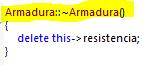 Armadura::~Armadura()
{
delete this->resistencia;
}